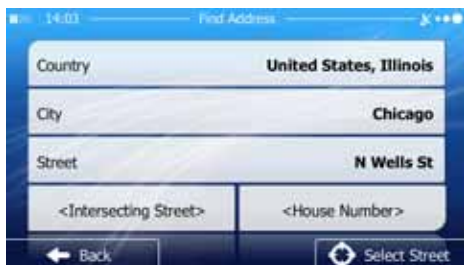 14:03 Find Address
Country United States, Illinois
City Chicago
Street N Wells St
<Intersecting Street> <House Number>
Back Select Street